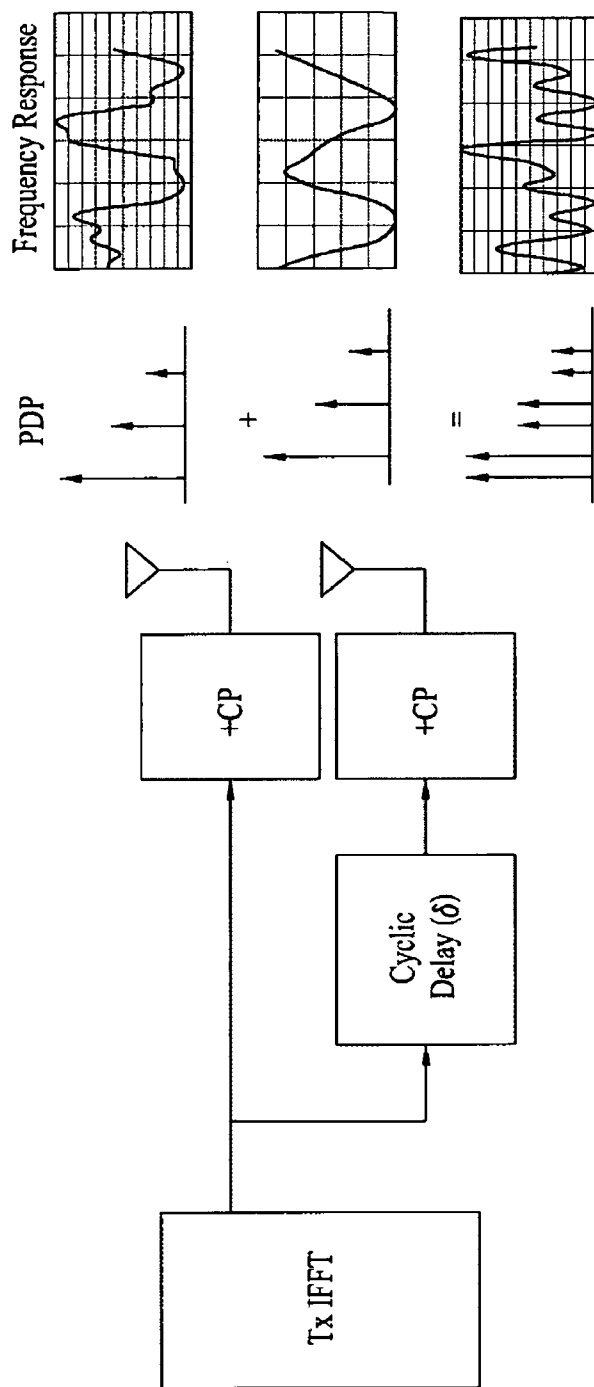 PDP
Frequency Response
Tx IFFT
+CP
+
Cyclic
Delay (δ)
+CP
=